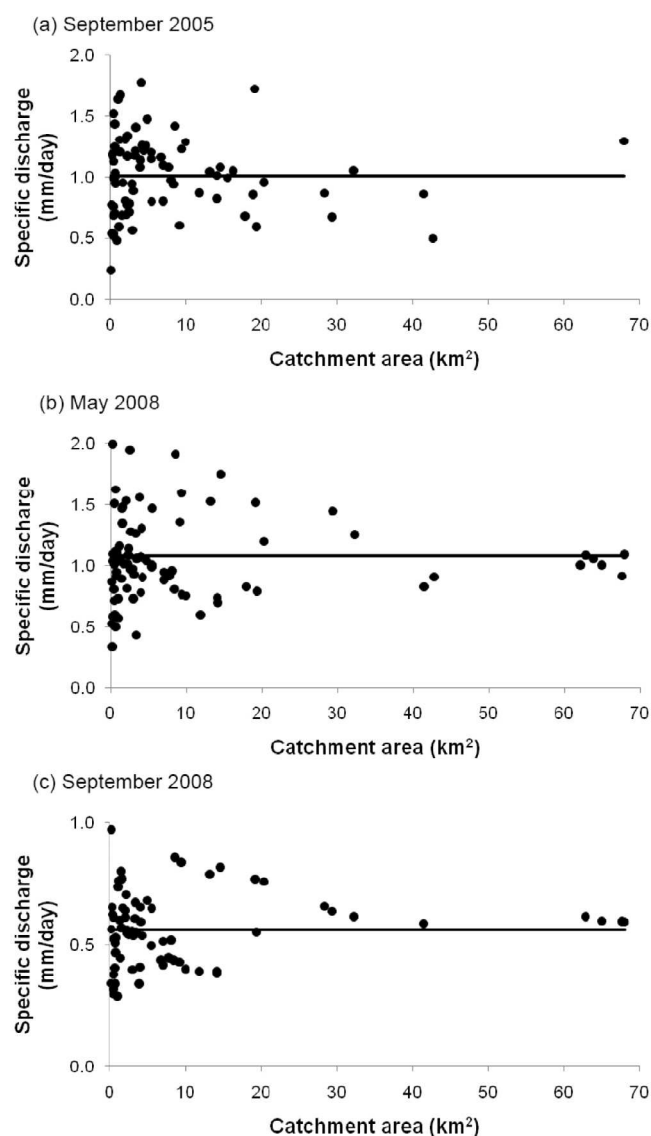 (a) September 2005
2.0
1.5
1.0
0.5
0.0
Specific discharge
(mm/day)
0 10 20 30 40 50 60 70
Catchment area (km²)
(b) May 2008
2.0
1.5
1.0
0.5
0.0
Specific discharge
(mm/day)
0 10 20 30 40 50 60 70
Catchment area (km²)
(c) September 2008
1.0
0.5
0.0
Specific discharge
(mm/day)
0 10 20 30 40 50 60 70
Catchment area (km²)